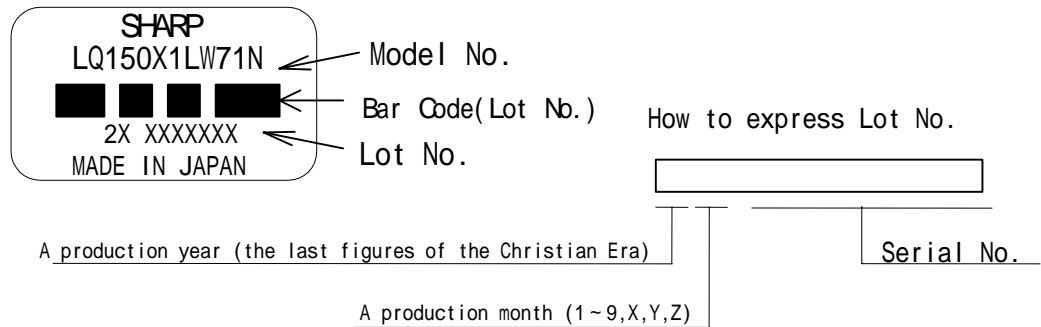 SHARP
LQ150X1LW71N
Model No.
Bar Code(Lot No.)
2X XXXXXXX
Lot No.
MADE IN JAPAN
How to express Lot No.
A production year (the last figures of the Christian Era)
Serial No.
A production month (1~9,X,Y,Z)